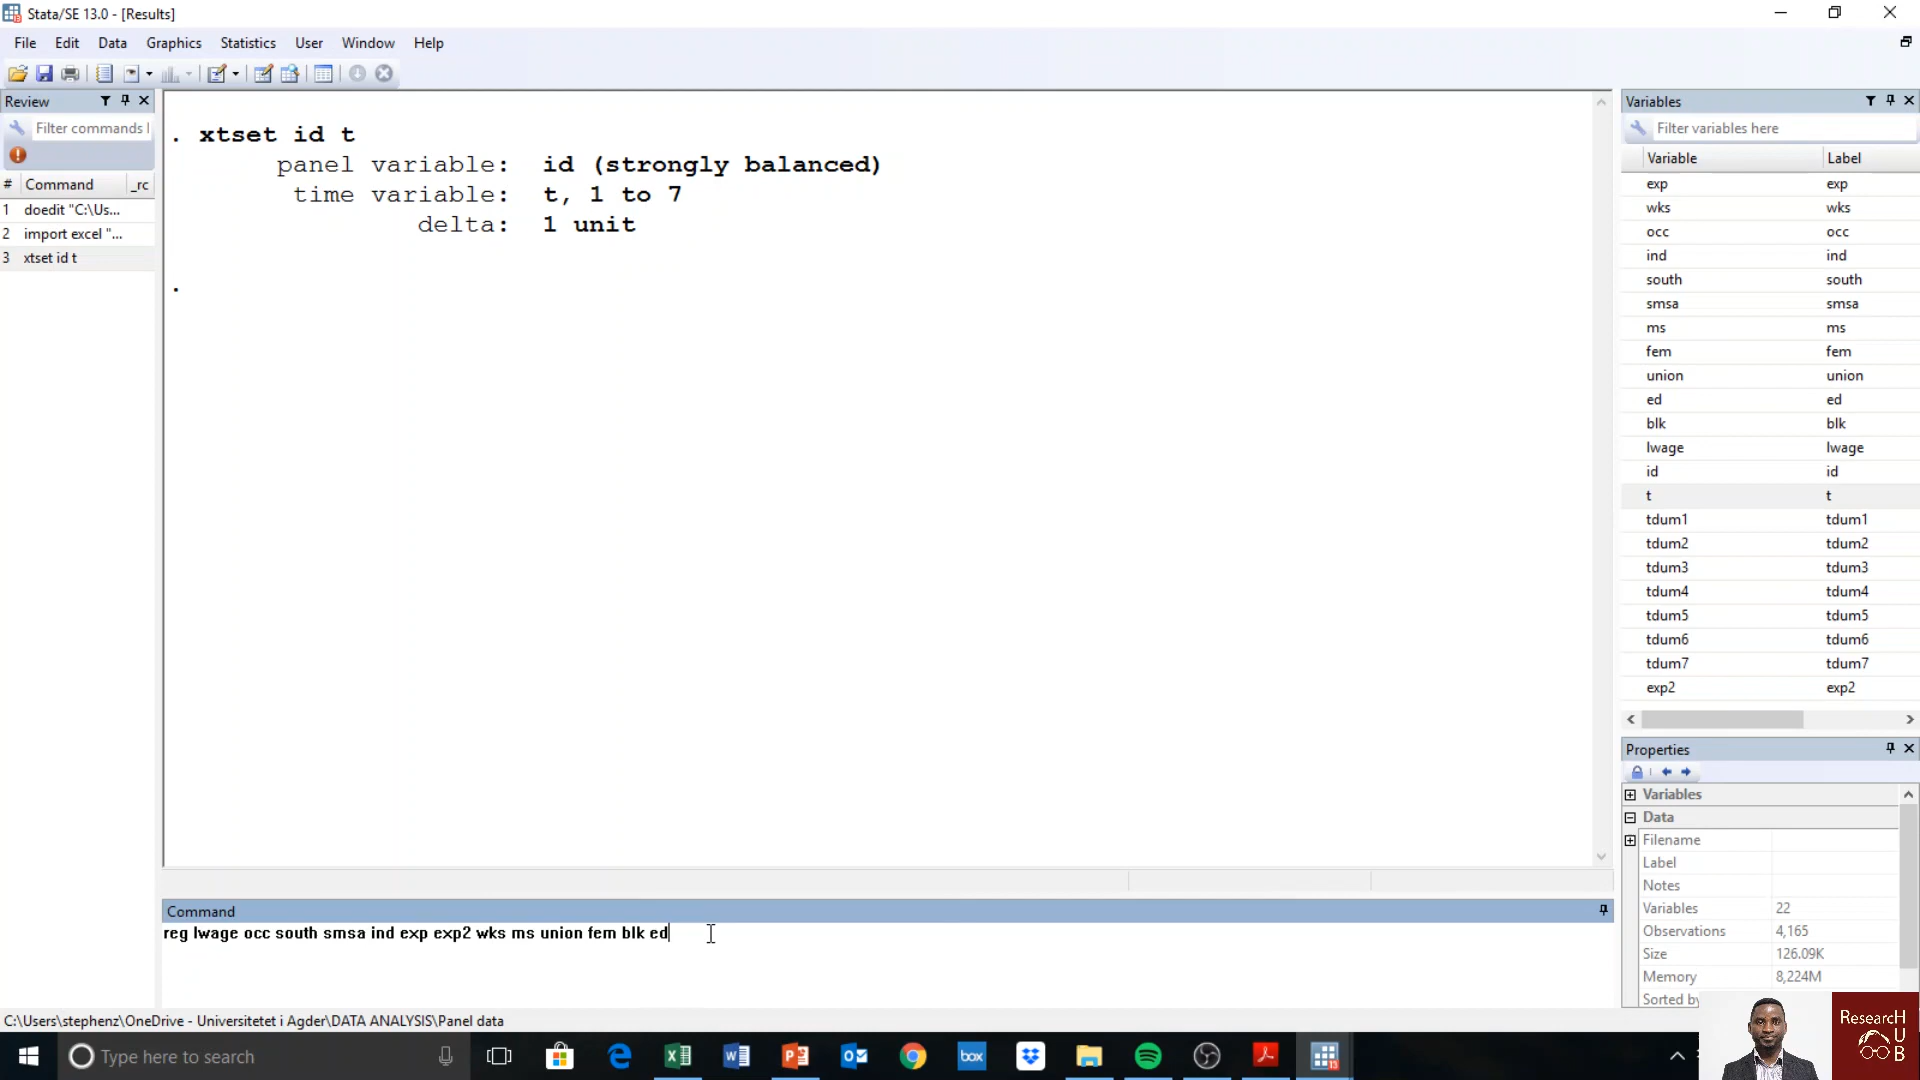 Stata/SE 13.0 - [Results]
File Edit Data Graphics Statistics User Window Help
Review
Filter commands l
# Command _rc
1 doedit "C:\Us...
2 import excel "...
3 xtset id t
. xtset id t
panel variable: id (strongly balanced)
time variable: t, 1 to 7
delta: 1 unit
.
Command
reg lwage occ south smsa ind exp exp2 wks ms union fem blk ed
Variables
Filter variables here
Variable Label
exp exp
wks wks
occ occ
ind ind
south south
smsa smsa
ms ms
fem fem
union union
ed ed
blk blk
lwage lwage
id id
t t
tdum1 tdum1
tdum2 tdum2
tdum3 tdum3
tdum4 tdum4
tdum5 tdum5
tdum6 tdum6
tdum7 tdum7
exp2 exp2
Properties
Variables
Data
Filename
Label
Notes
Variables 22
Observations 4,165
Size 126.09K
Memory 8,224M
Sorted by
C:\Users\stephenz\OneDrive - Universitetet i Agder\DATA ANALYSIS\Panel data
Type here to search
box
13
ResearcH
U
B